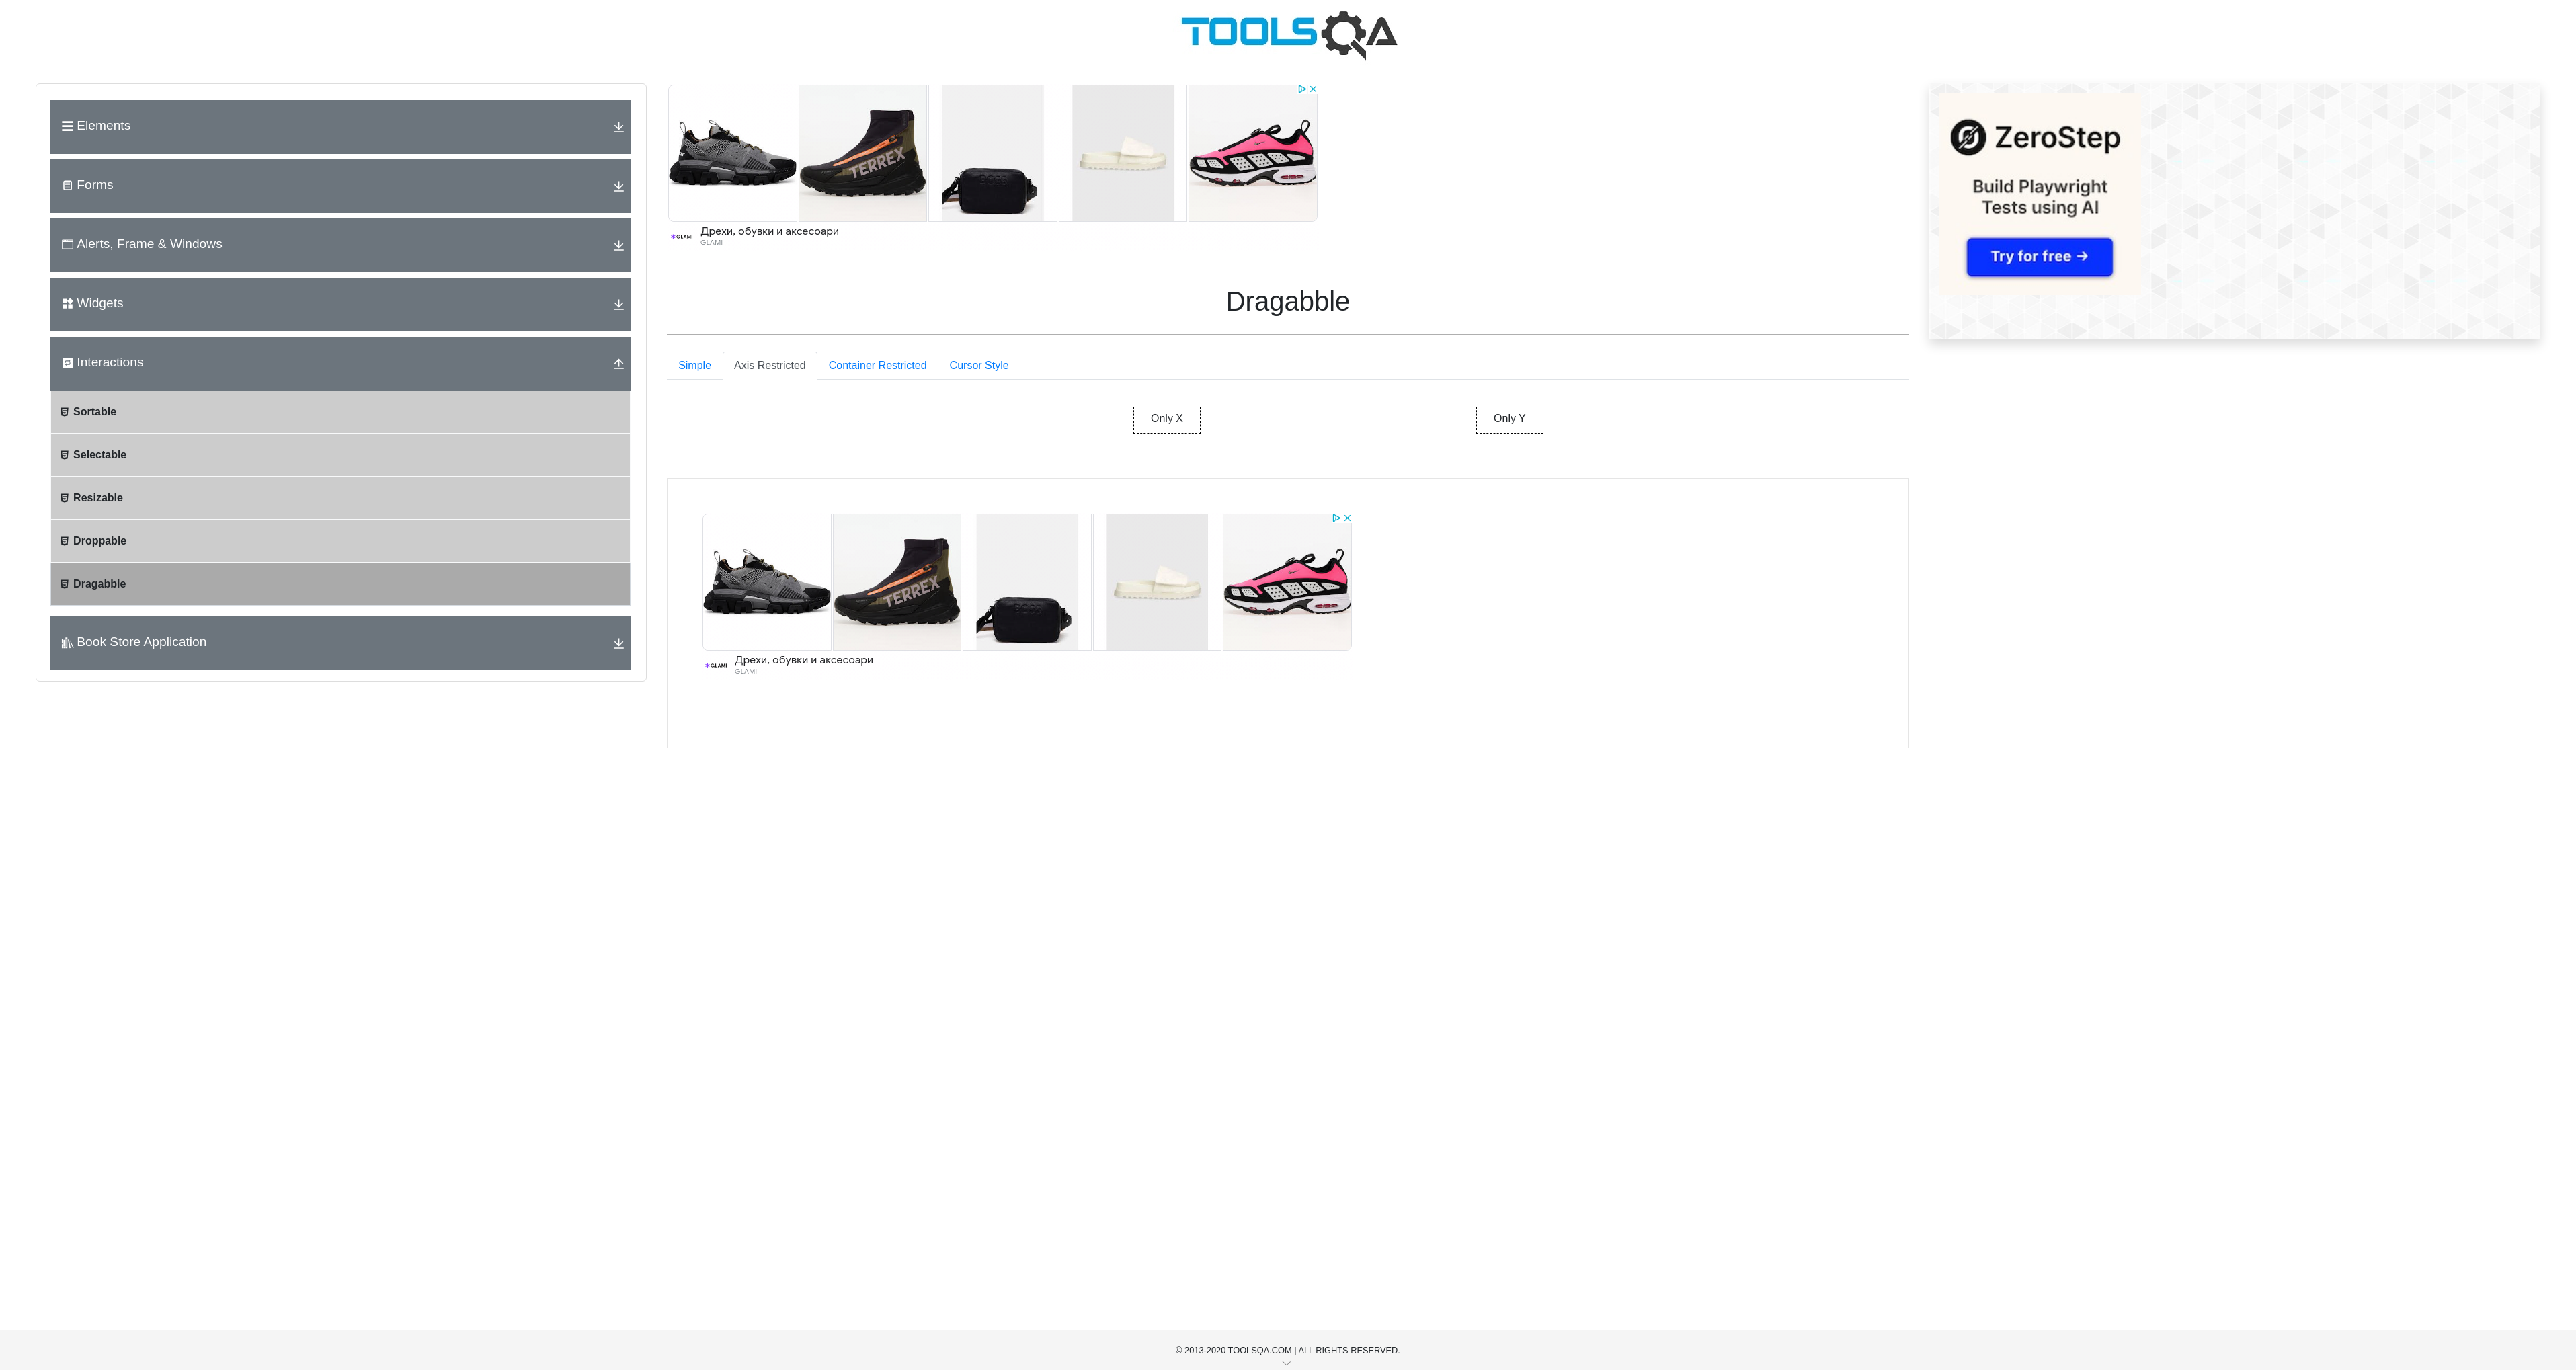 TOOLSQA
Elements
Forms
Alerts, Frame & Windows
Widgets
Interactions
Sortable
Selectable
Resizable
Droppable
Dragabble
Book Store Application
TERREX
GLAMI
Дрехи, обувки и аксесоари
GLAMI
Dragabble
Simple
Axis Restricted
Container Restricted
Cursor Style
Only X
Only Y
TERREX
GLAMI
Дрехи, обувки и аксесоари
GLAMI
ZeroStep
Build Playwright
Tests using AI
Try for free →
© 2013-2020 TOOLSQA.COM | ALL RIGHTS RESERVED.